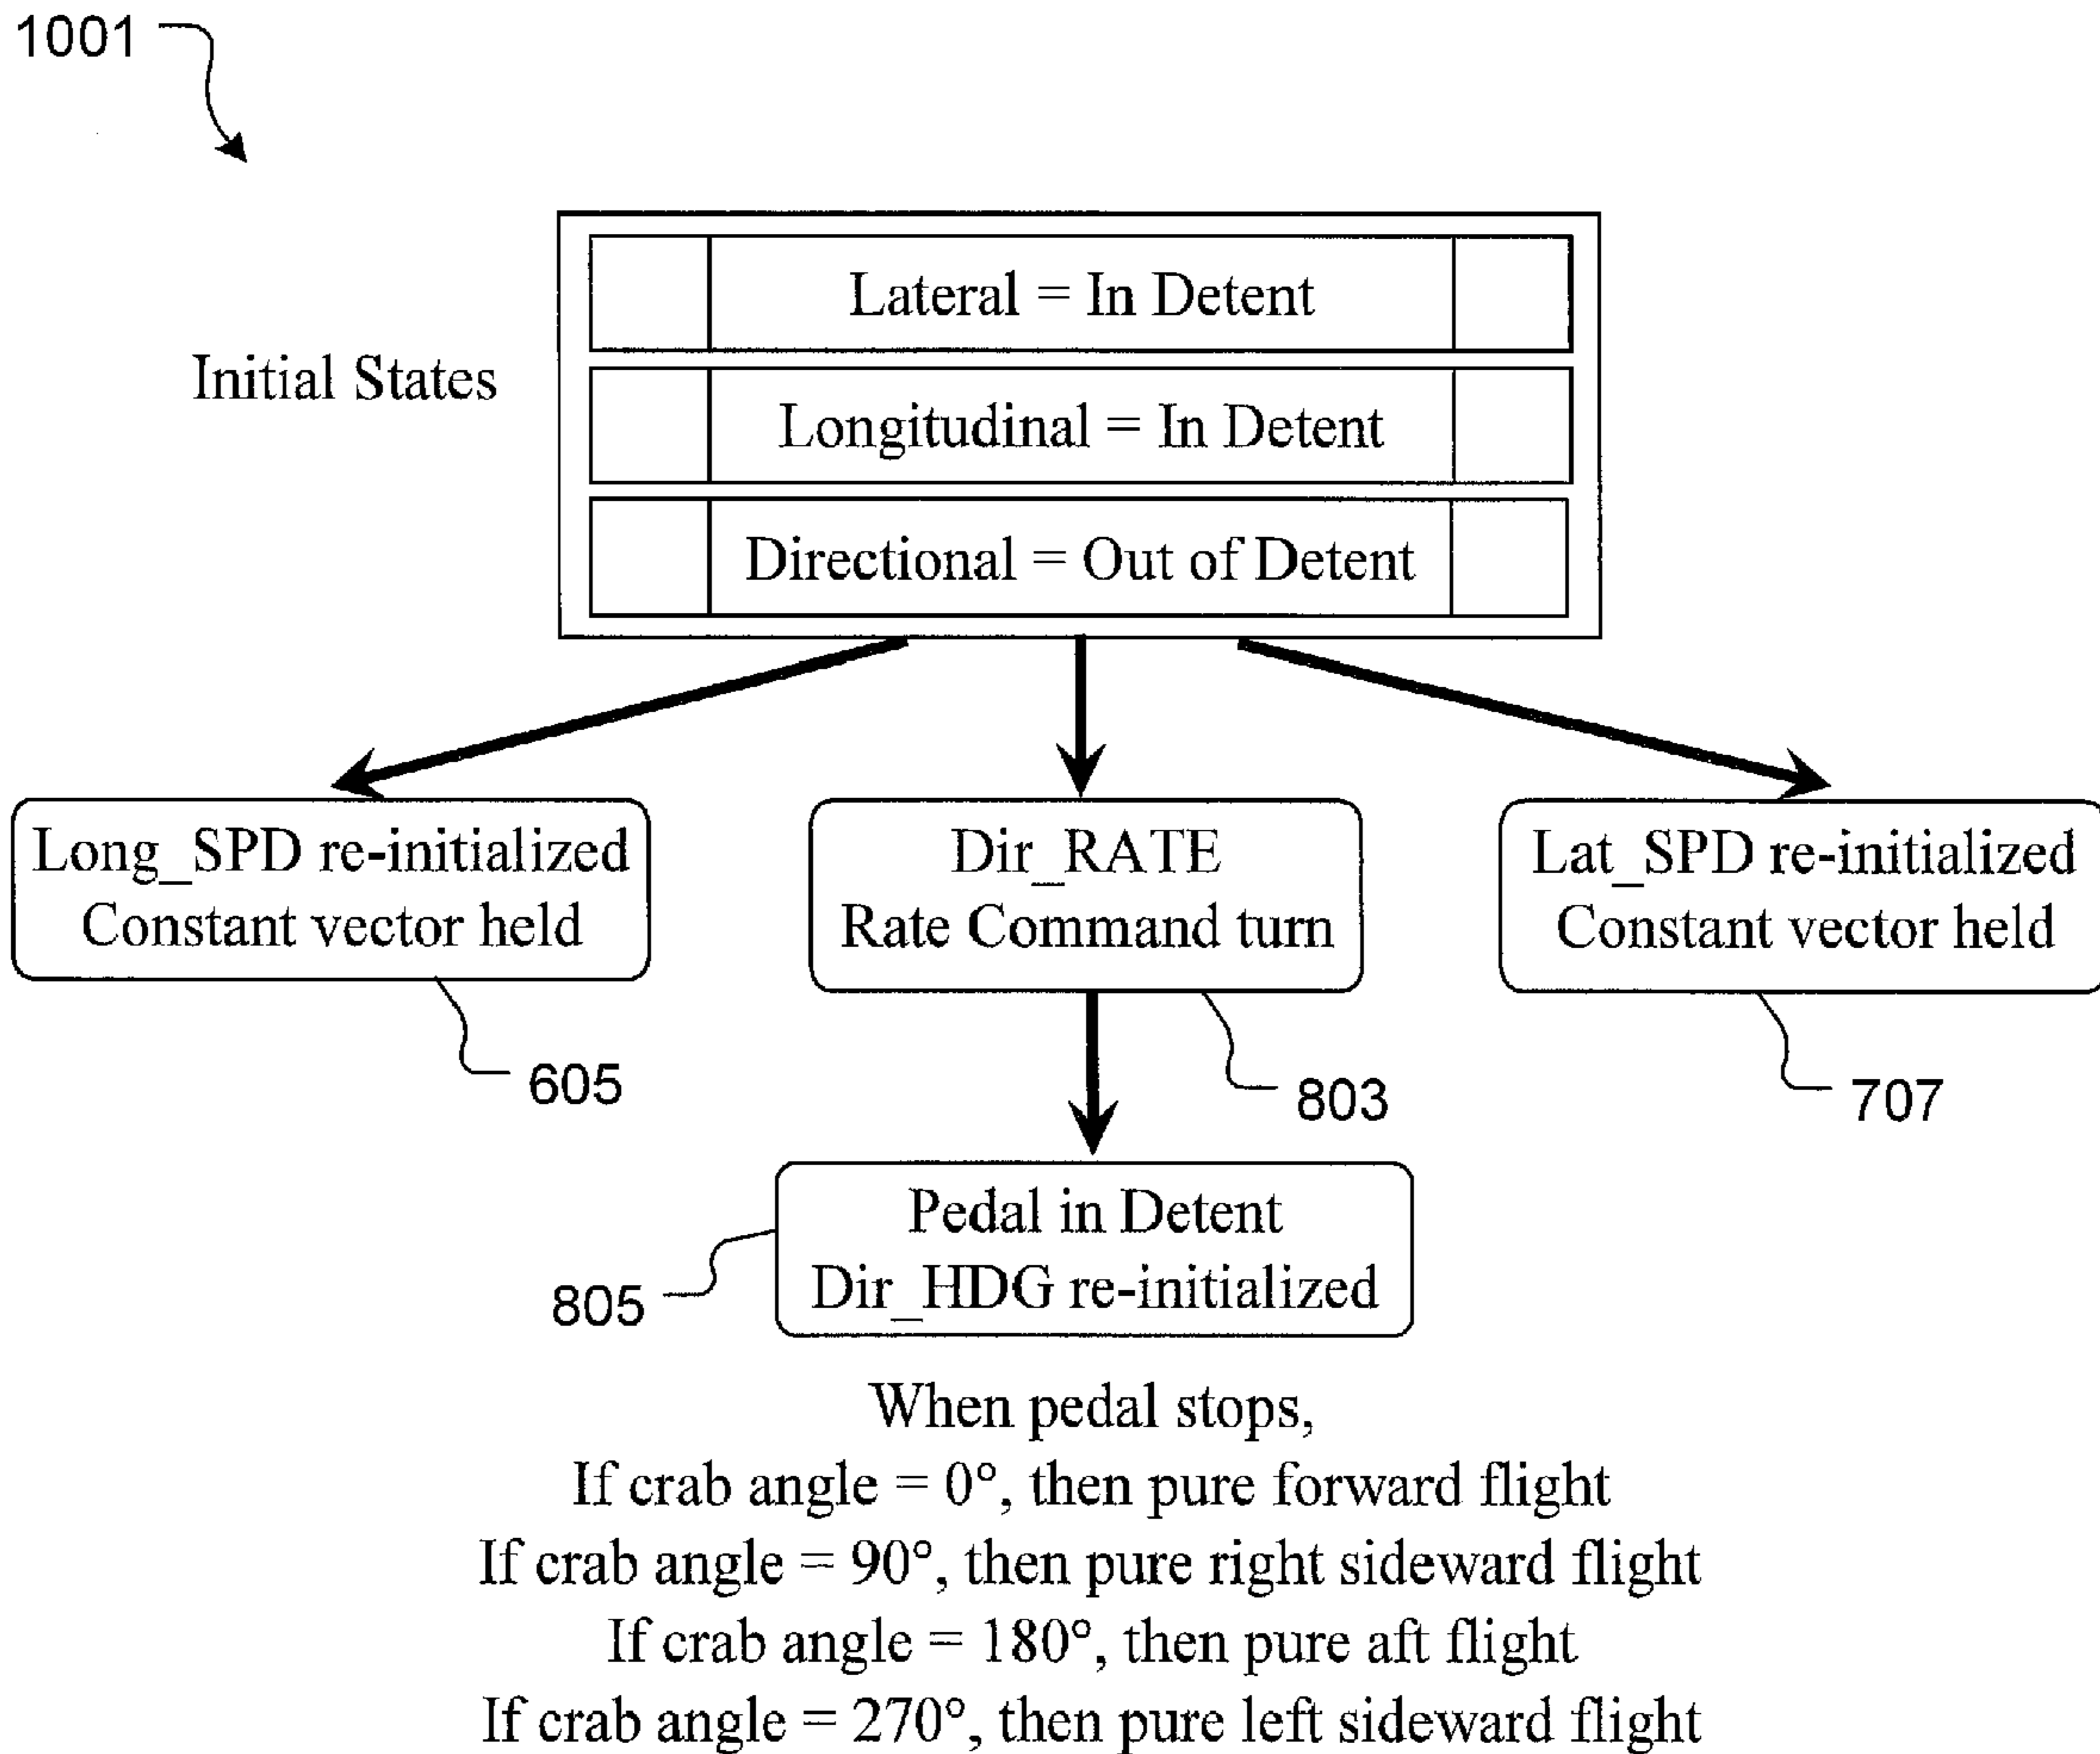 1001
Initial States
Lateral = In Detent
Longitudinal = In Detent
Directional = Out of Detent
Long_SPD re-initialized
Constant vector held
Dir_RATE
Rate Command turn
Lat_SPD re-initialized
Constant vector held
605
803
707
Pedal in Detent
Dir_HDG re-initialized
805
When pedal stops,
If crab angle = 0°, then pure forward flight
If crab angle = 90°, then pure right sideward flight
If crab angle = 180°, then pure aft flight
If crab angle = 270°, then pure left sideward flight